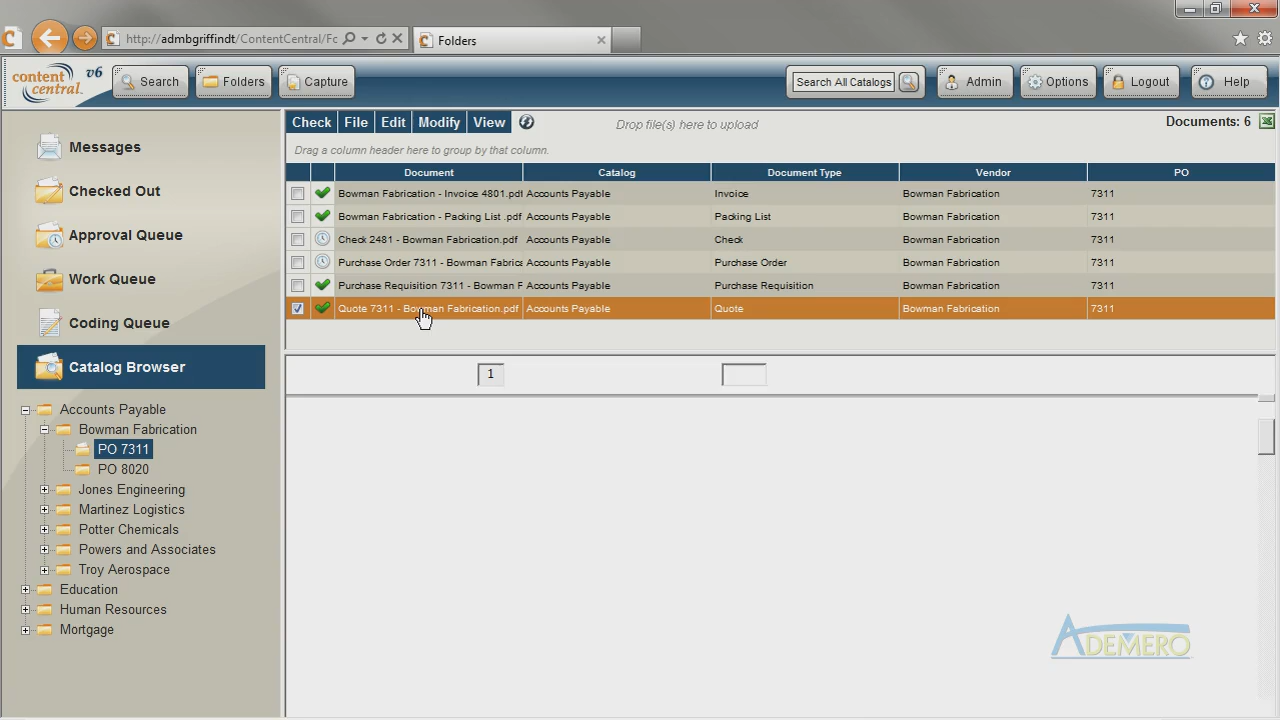 http://admbgriffindt/ContentCentral/Fc
Folders
content central v6
Search
Folders
Capture
Search All Catalogs
Admin
Options
Logout
Help
Messages
Checked Out
Approval Queue
Work Queue
Coding Queue
Catalog Browser
Accounts Payable
Bowman Fabrication
PO 7311
PO 8020
Jones Engineering
Martinez Logistics
Potter Chemicals
Powers and Associates
Troy Aerospace
Education
Human Resources
Mortgage
Check File Edit Modify View
Drop file(s) here to upload
Documents: 6
Drag a column header here to group by that column.
Document Catalog Document Type Vendor PO
Bowman Fabrication - Invoice 4801.pdf Accounts Payable Invoice Bowman Fabrication 7311
Bowman Fabrication - Packing List .pdf Accounts Payable Packing List Bowman Fabrication 7311
Check 2481 - Bowman Fabrication.pdf Accounts Payable Check Bowman Fabrication 7311
Purchase Order 7311 - Bowman Fabric Accounts Payable Purchase Order Bowman Fabrication 7311
Purchase Requisition 7311 - Bowman F Accounts Payable Purchase Requisition Bowman Fabrication 7311
Quote 7311 - Bowman Fabrication.pdf Accounts Payable Quote Bowman Fabrication 7311
1
ADEMERO